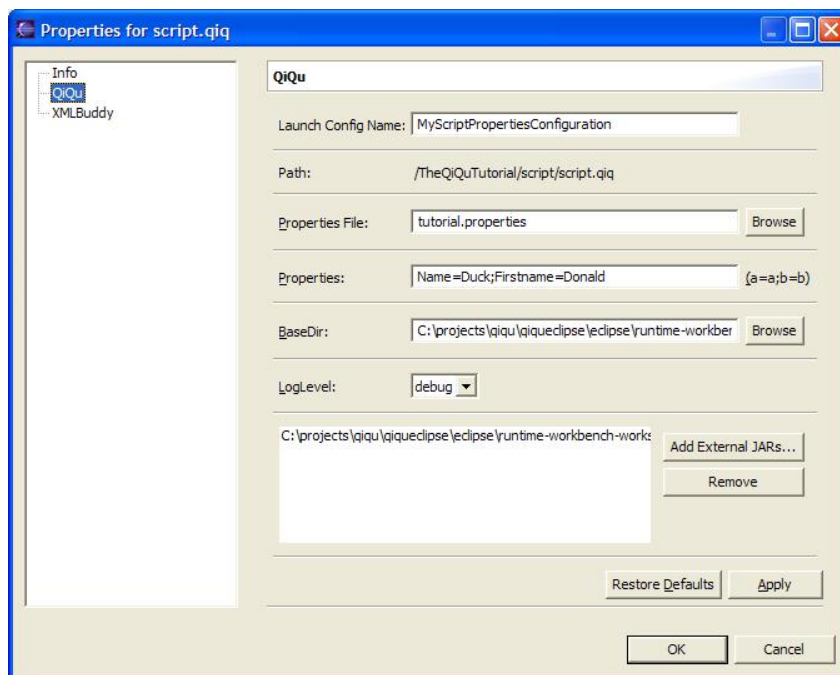 Properties for script.qiq
Info
QiQu
XMLBuddy
QiQu
Launch Config Name: MyScriptPropertiesConfiguration
Path: /TheQiQuTutorial/script/script.qiq
Properties File: tutorial.properties Browse
Properties: Name=Duck;Firstname=Donald (a=a;b=b)
BaseDir: C:\projects\qiqu\qiqueclipse\eclipse\runtime-workber Browse
LogLevel: debug
C:\projects\qiqu\qiqueclipse\eclipse\runtime-workbench-works
Add External JARs...
Remove
Restore Defaults Apply
OK Cancel